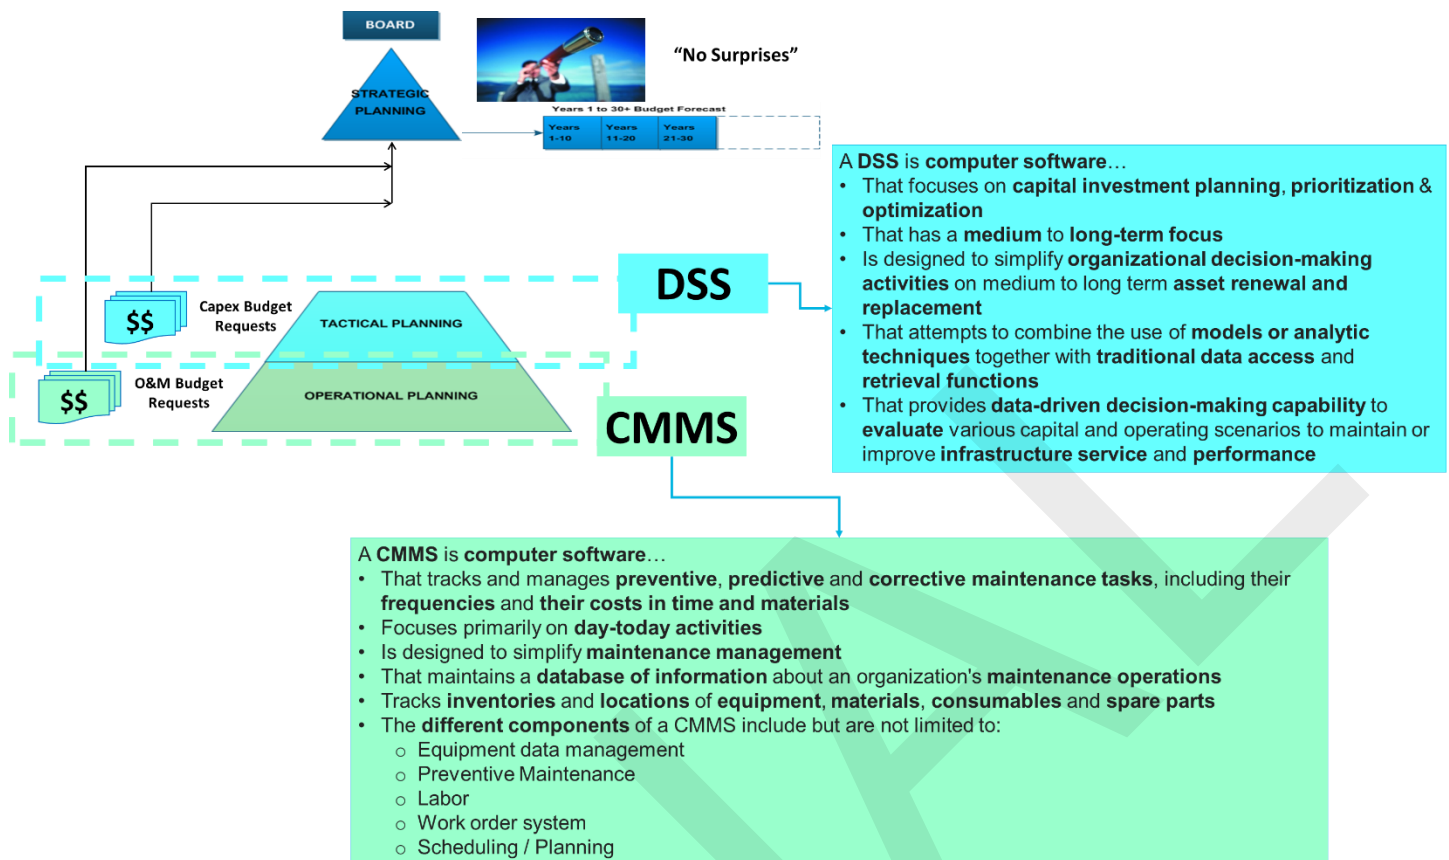 BOARD
"No Surprises"
STRATEGIC
PLANNING
Years 1 to 30+ Budget Forecast
Years
1-10
Years
11-20
Years
21-30
A DSS is computer software…
• That focuses on capital investment planning, prioritization &
optimization
• That has a medium to long-term focus
• Is designed to simplify organizational decision-making
activities on medium to long term asset renewal and
replacement
• That attempts to combine the use of models or analytic
techniques together with traditional data access and
retrieval functions
• That provides data-driven decision-making capability to
evaluate various capital and operating scenarios to maintain or
improve infrastructure service and performance
DSS
$$
Capex Budget
Requests
TACTICAL PLANNING
$$
O&M Budget
Requests
OPERATIONAL PLANNING
CMMS
A CMMS is computer software…
• That tracks and manages preventive, predictive and corrective maintenance tasks, including their
frequencies and their costs in time and materials
• Focuses primarily on day-today activities
• Is designed to simplify maintenance management
• That maintains a database of information about an organization's maintenance operations
• Tracks inventories and locations of equipment, materials, consumables and spare parts
• The different components of a CMMS include but are not limited to:
o Equipment data management
o Preventive Maintenance
o Labor
o Work order system
o Scheduling / Planning